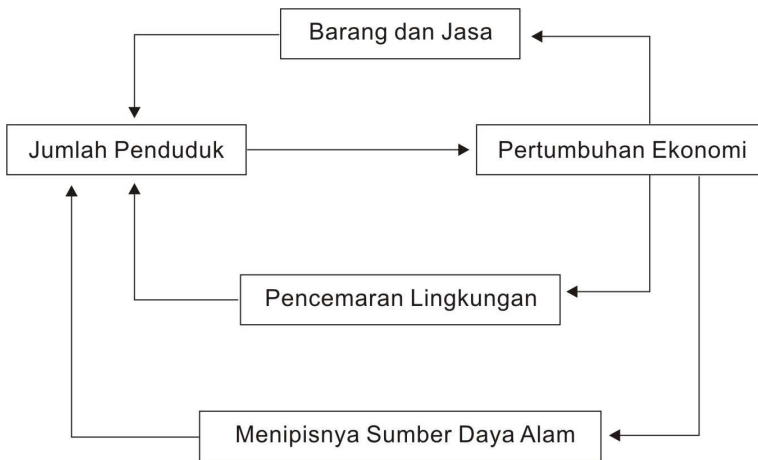 Barang dan Jasa
Jumlah Penduduk
Pertumbuhan Ekonomi
Pencemaran Lingkungan
Menipisnya Sumber Daya Alam